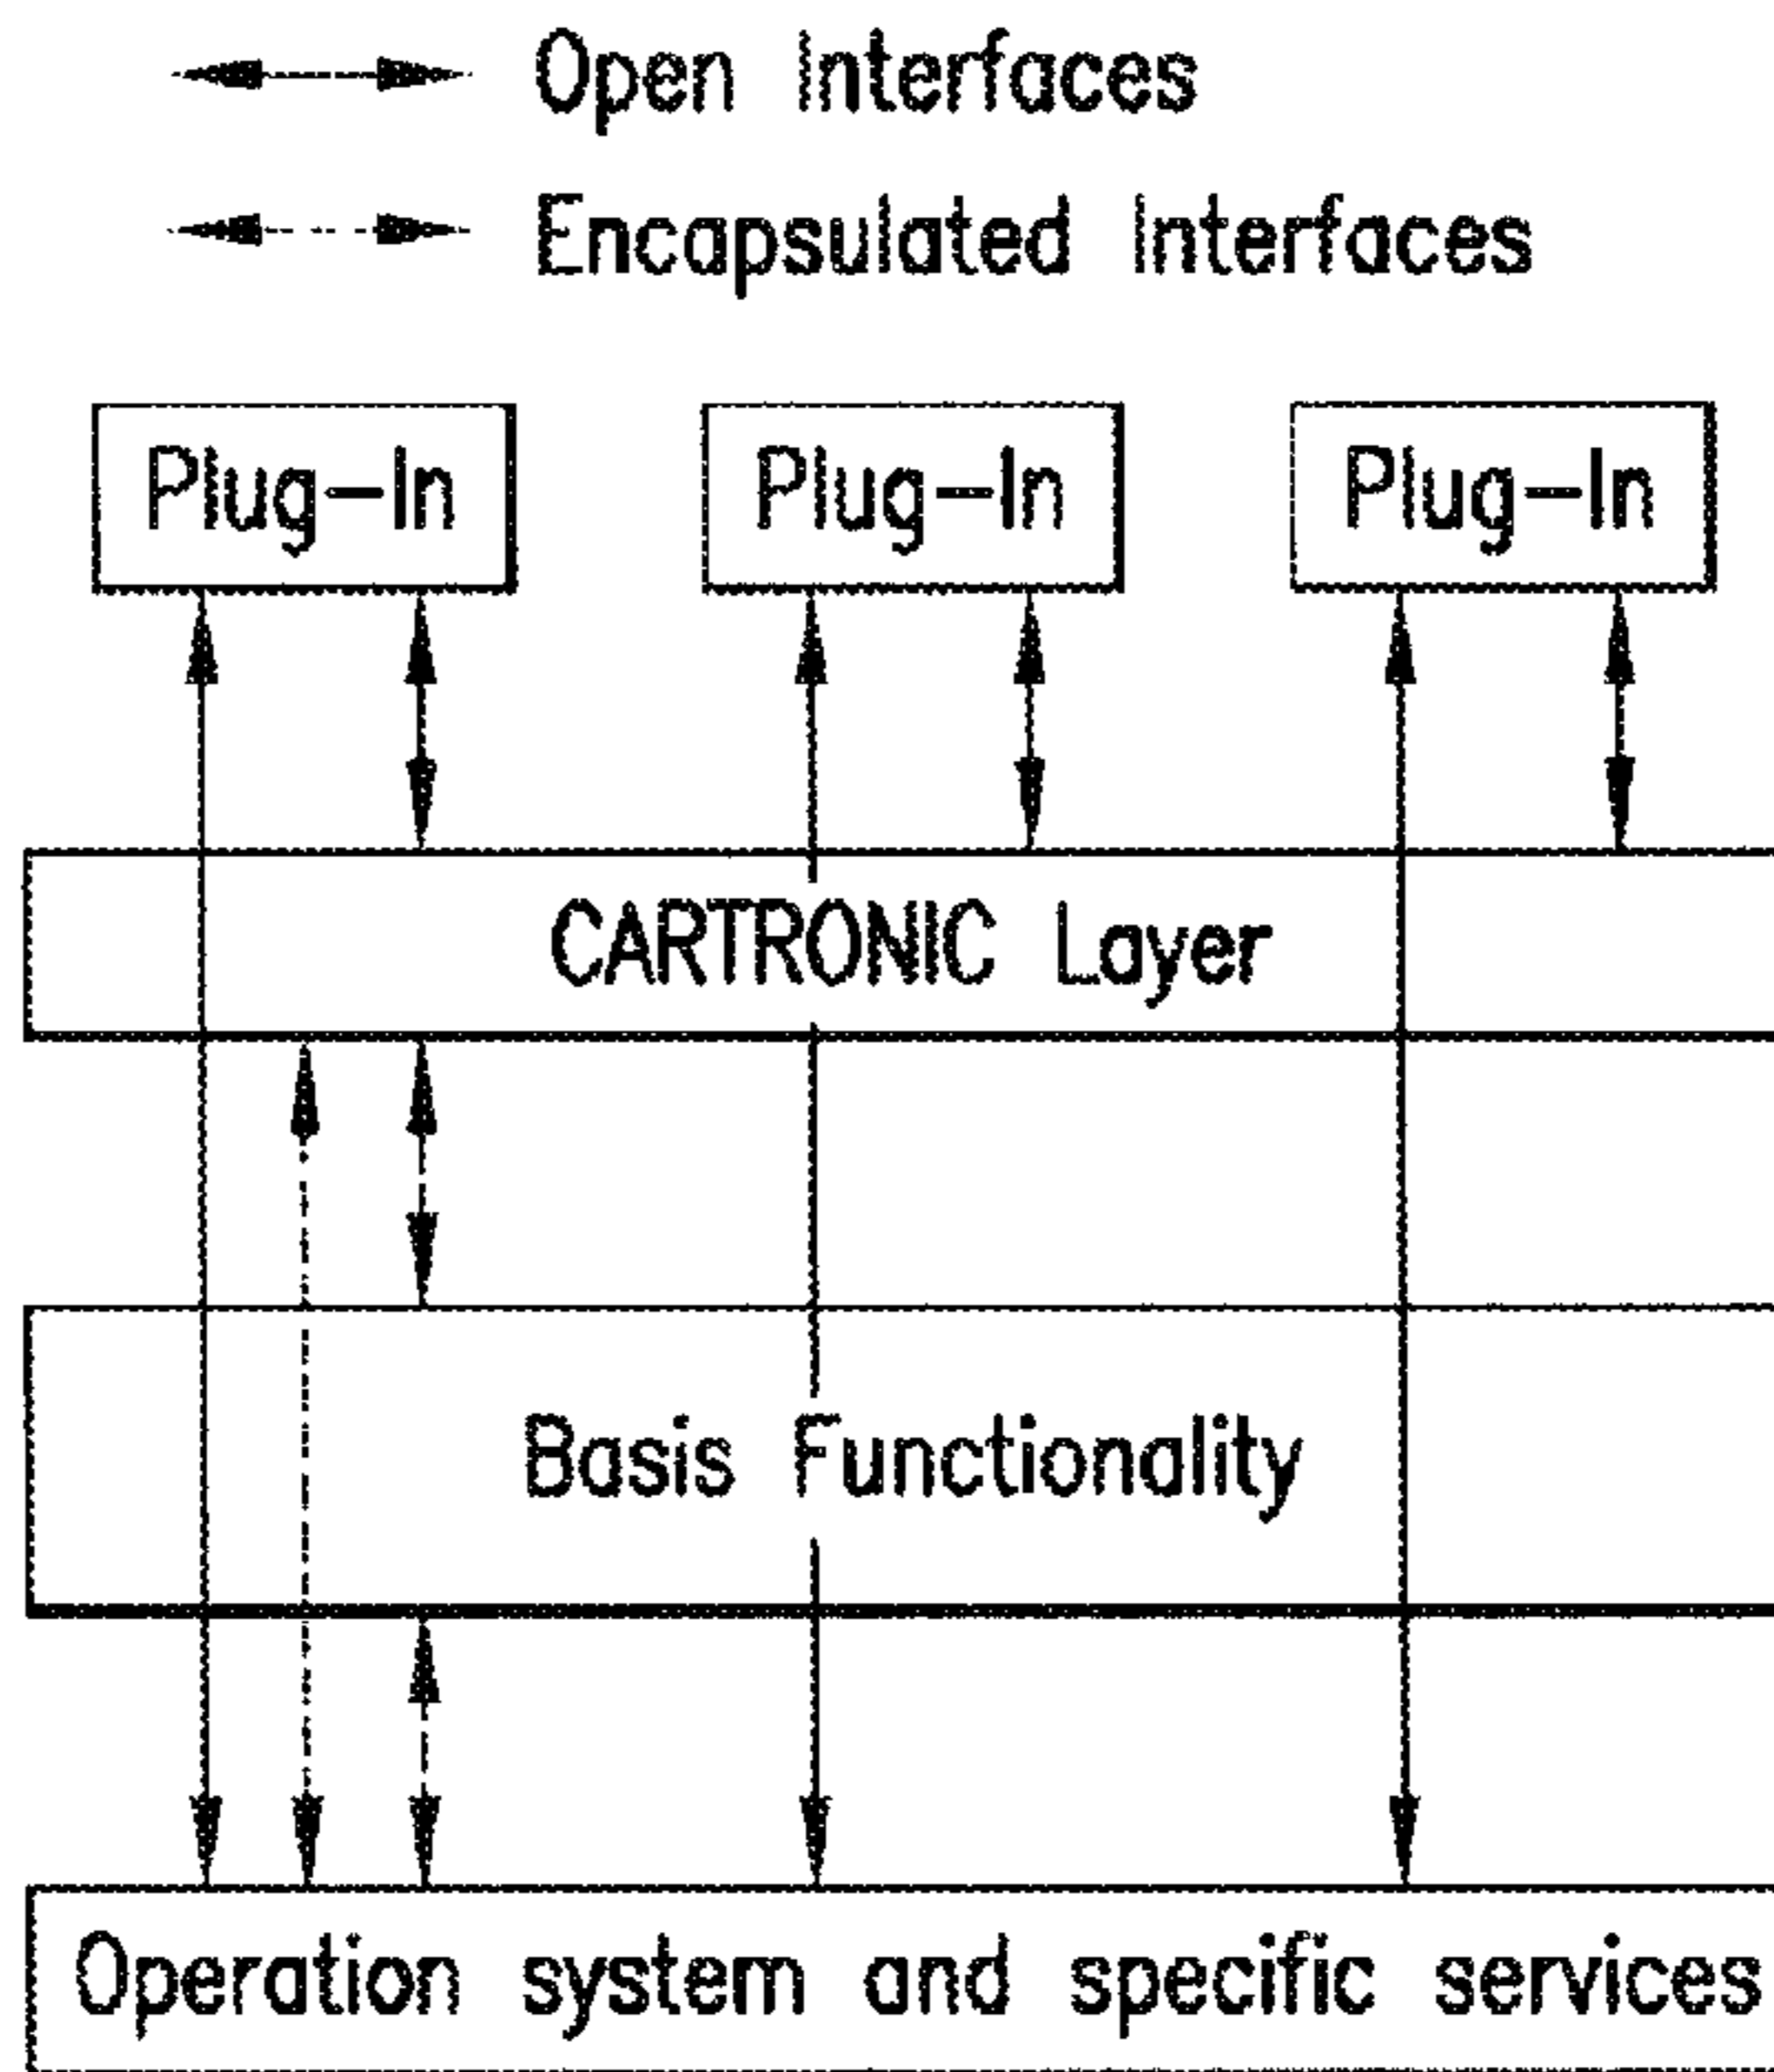 Open Interfaces
Encapsulated Interfaces
Plug-In Plug-In Plug-In
CARTRONIC Layer
Basis Functionality
Operation system and specific services